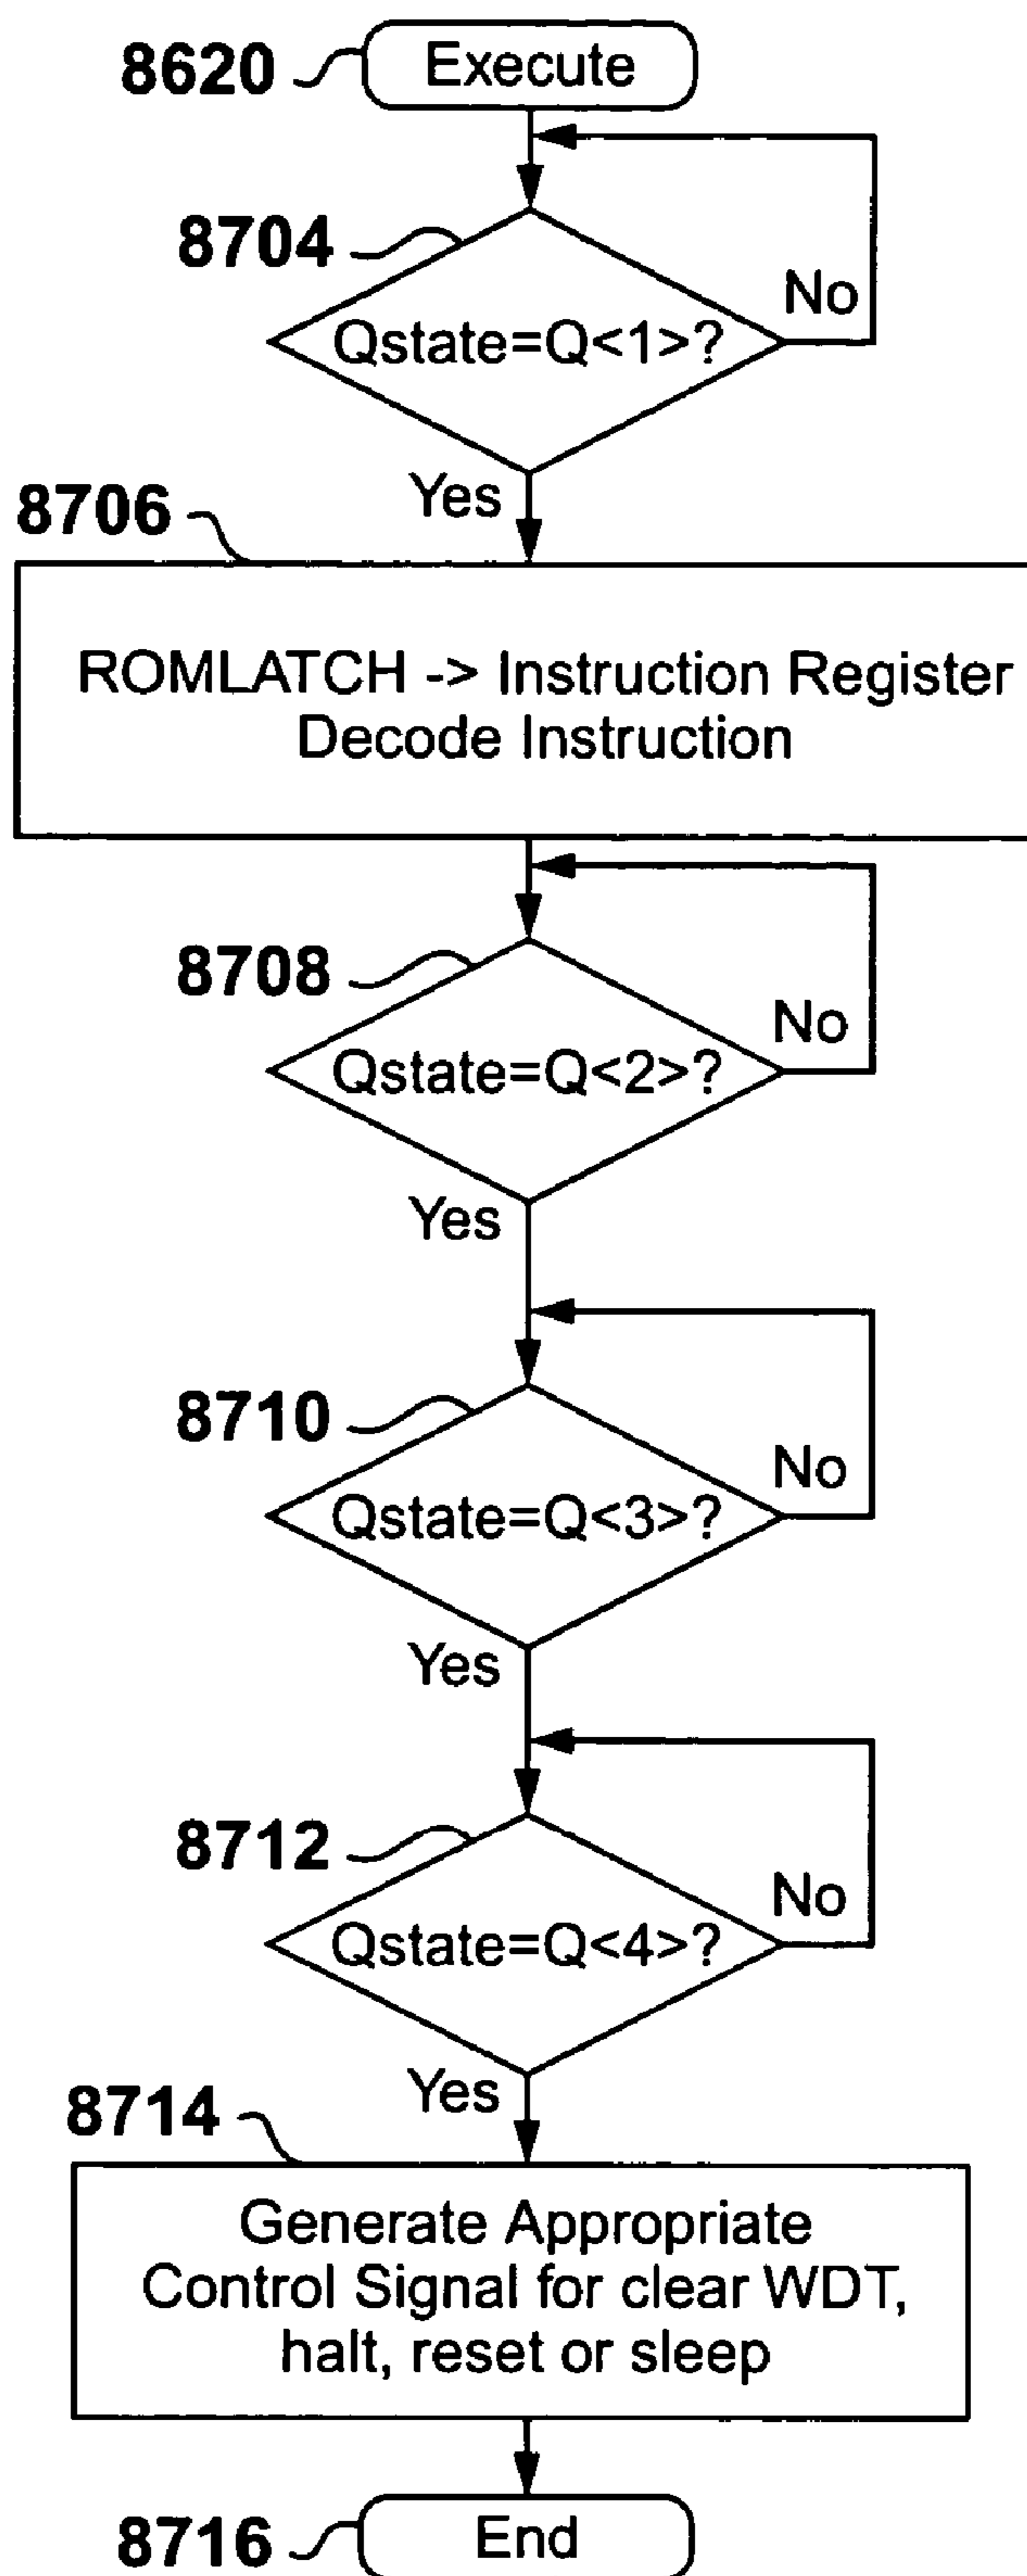 8620
Execute
8704
No
Qstate=Q<1>?
Yes
8706
ROMLATCH -> Instruction Register
Decode Instruction
8708
No
Qstate=Q<2>?
Yes
8710
No
Qstate=Q<3>?
Yes
8712
No
Qstate=Q<4>?
Yes
8714
Generate Appropriate
Control Signal for clear WDT,
halt, reset or sleep
8716
End